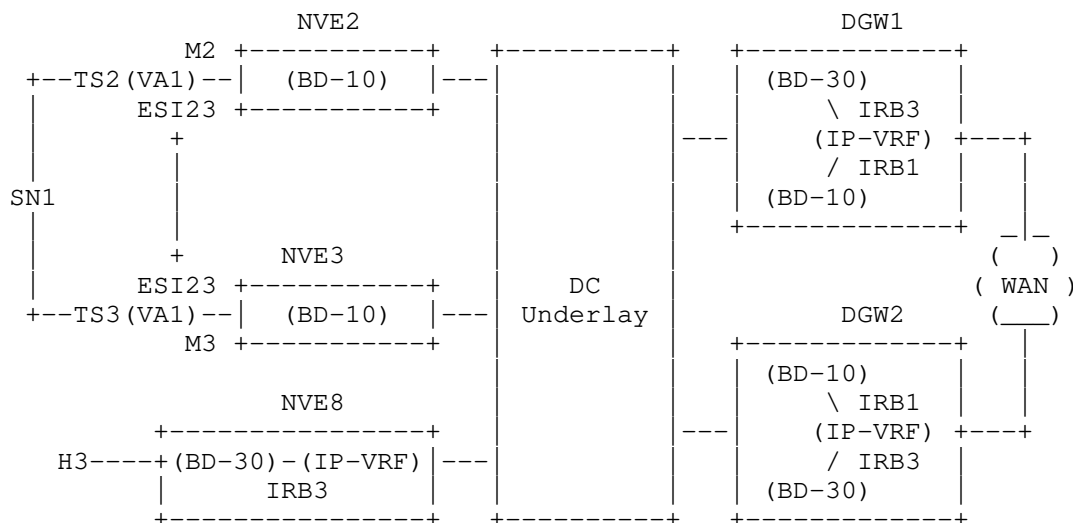 NVE2 DGW1
M2 +-----------+ +----------+ +-------------+
+--TS2(VA1)--| (BD-10) |---| | | (BD-30) |
| ESI23 +-----------+ | | | \ IRB3 |
| + | |---| (IP-VRF) +---+
| | | | | / IRB1 | |
SN1 | | | | (BD-10) | |
| | | | +-------------+ _|_
| + NVE3 | | ( )
| ESI23 +-----------+ | DC | ( WAN )
+--TS3(VA1)--| (BD-10) |---| Underlay | DGW2 (___)
M3 +-----------+ | | +-------------+ |
| | | (BD-10) | |
NVE8 | | | \ IRB1 | |
+---------------+ | |---| (IP-VRF) +---+
H3----+(BD-30)-(IP-VRF)|---| | | / IRB3 |
| IRB3 | | | | (BD-30) |
+---------------+ +----------+ +-------------+